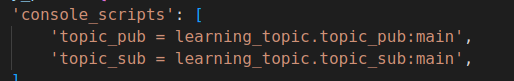 'console_scripts': [
'topic_pub = learning_topic.topic_pub:main',
'topic_sub = learning_topic.topic_sub:main',
]